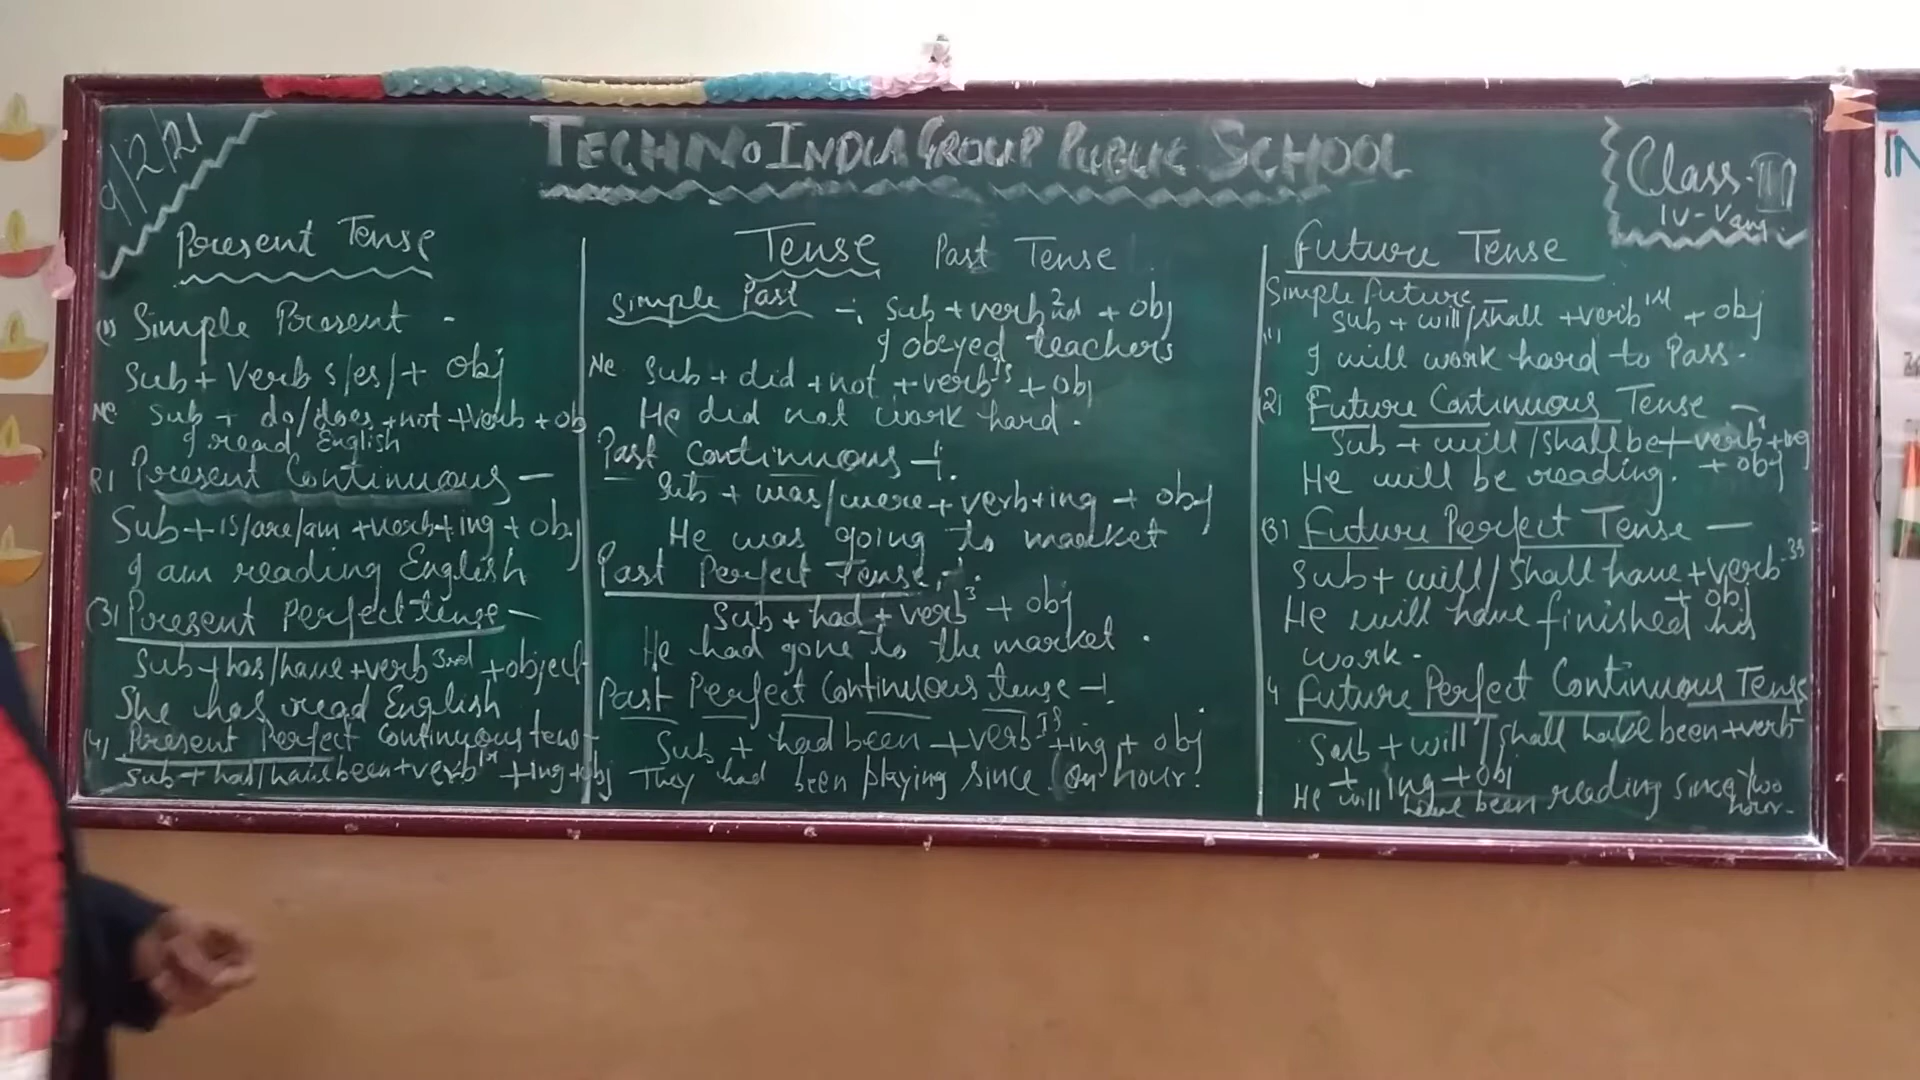 9/2/21
TECHNO INDIA GROUP PUBLIC SCHOOL
Class-III
IV-Vani
Tense
Present Tense
(1) Simple Present -
Sub + Verb s/es/+ obj
Ne. Sub + do/does +not +verb + ob
I read English
2) Present Continuous -
Sub + is/are/am +verb+ing + obj
I am reading English
(3) Present Perfect tense -
Sub + has/have + verb 3rd + object
She has read English
(4) Present Perfect Continuous tens
Sub + has/have been + verb 1st + ing + obj
Past Tense
Simple Past -: Sub + verb 2nd + obj
I obeyed teachers
Ne Sub + did + not + verb 1s + obj
He did not work hard.
Past Continuous -:
Sub + was/were + verb+ing + obj
He was going to market
Past Perfect Tense -:
Sub + had + verb 3 + obj
He had gone to the market.
Past Perfect Continuous tense -:
Sub + had been + verb Is +ing + obj
They had been playing since an hour.
Future Tense
Simple Future -
(1) Sub + will/shall + verb 1st + obj
I will work hard to Pass.
(2) Future Continuous Tense -
Sub + will/shall be + verb 1 + ing
+ obj
He will be reading.
(3) Future Perfect Tense -
Sub + will/shall have + verb 3s
+ obj
He will have finished his
work.
4 Future Perfect Continuous Tense
Sub + will/shall have been + verb
+ ing + obj
He will have been reading since two
hour.
IN